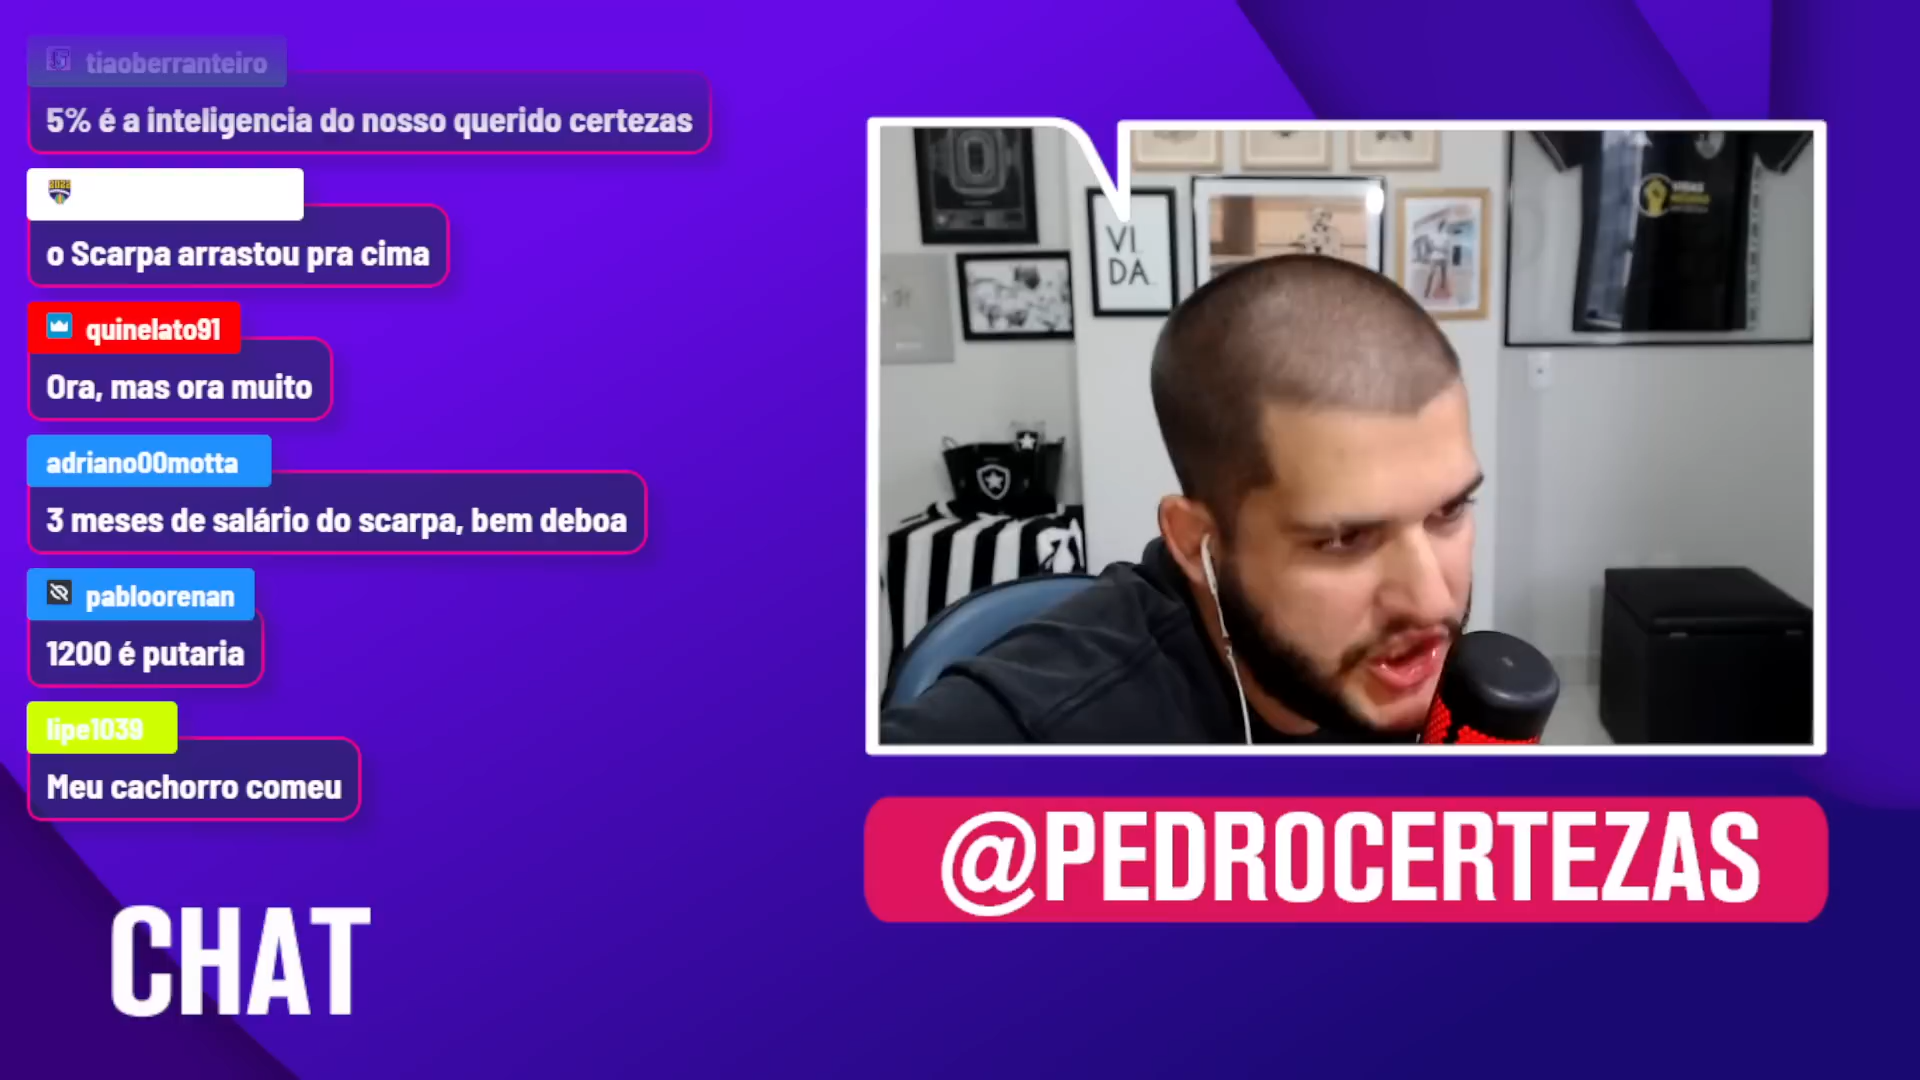 tiaoberranteiro
5% é a inteligencia do nosso querido certezas
o Scarpa arrastou pra cima
quinelato91
Ora, mas ora muito
adriano00motta
3 meses de salário do scarpa, bem deboa
pabloorenan
1200 é putaria
lipe1039
Meu cachorro comeu
CHAT
VI
DA
@PEDROCERTEZAS